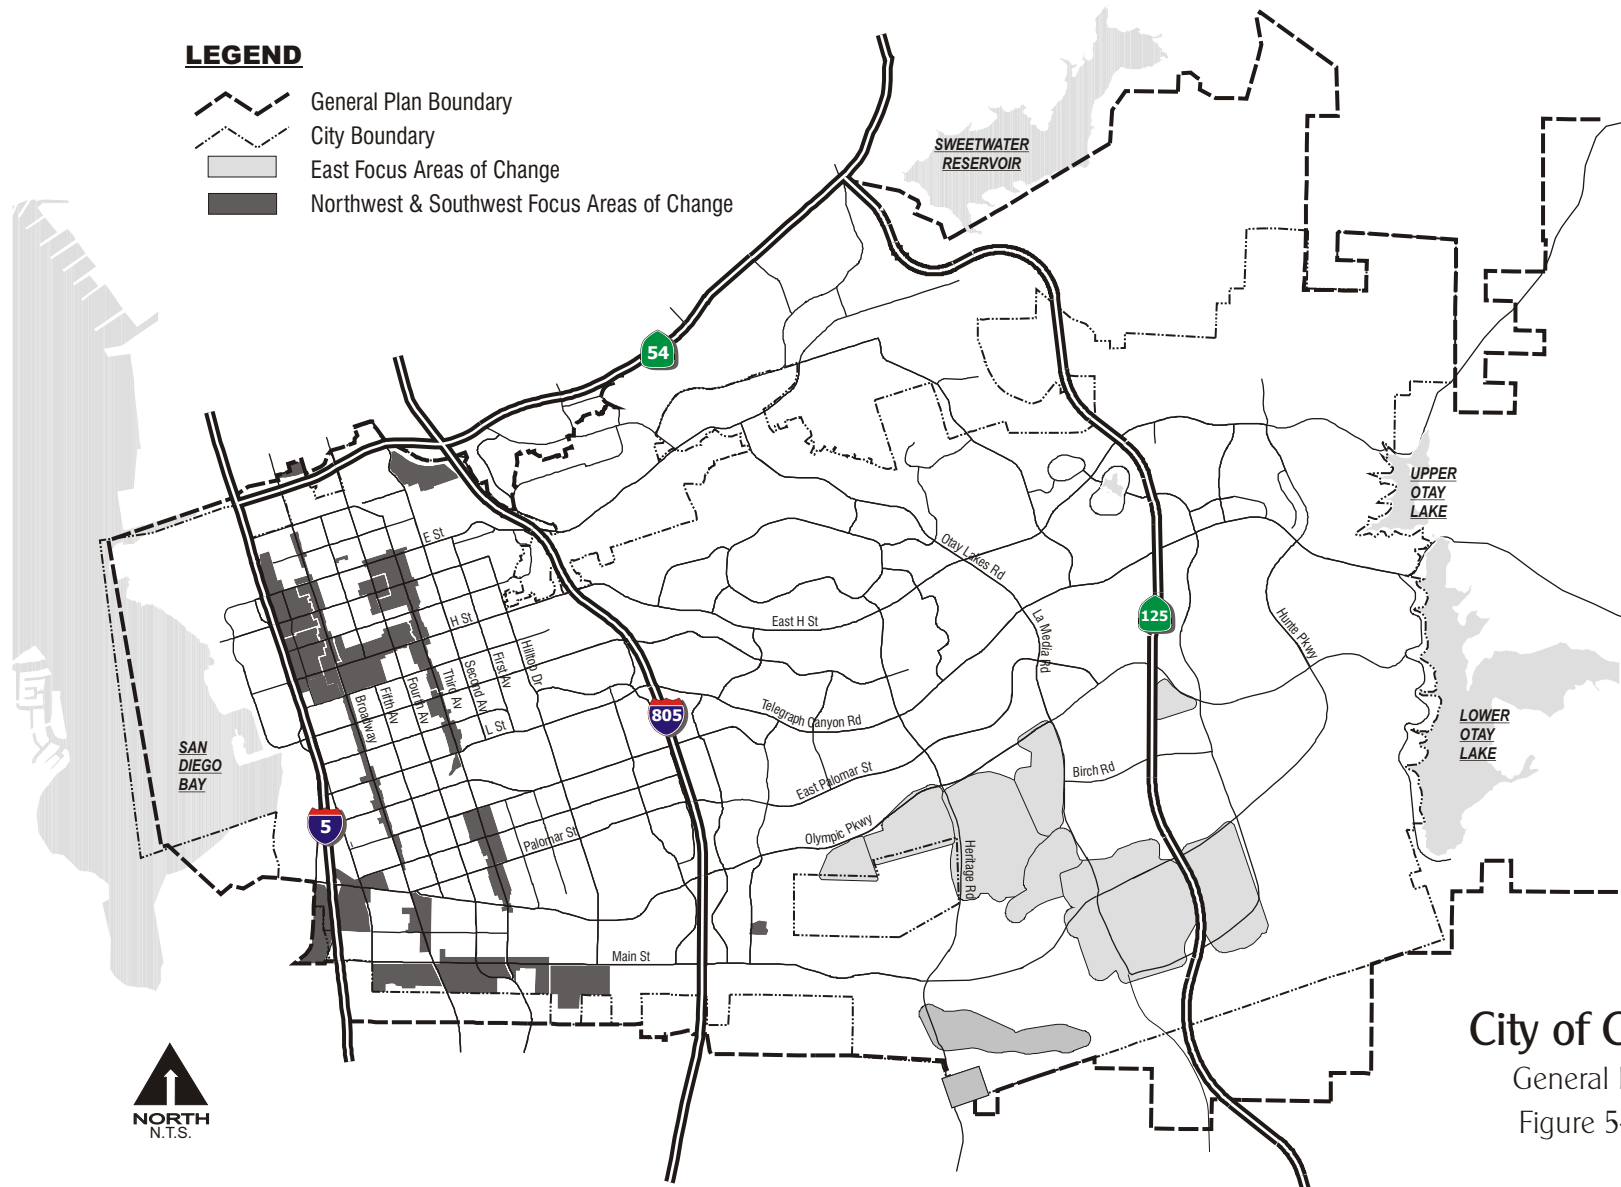 LEGEND
General Plan Boundary
City Boundary
East Focus Areas of Change
Northwest & Southwest Focus Areas of Change
SWEETWATER
RESERVOIR
54
UPPER
OTAY
LAKE
E St
Otay Lakes Rd
H St
East H St
La Media Rd
125
Hunte Pkwy
Hilltop Dr
First Av
Second Av
Third Av
Fourth Av
Fifth Av
Broadway
L St
805
Telegraph Canyon Rd
LOWER
OTAY
LAKE
SAN
DIEGO
BAY
East Palomar St
Birch Rd
5
Palomar St
Olympic Pkwy
Heritage Rd
Main St
City of
General
Figure
NORTH
N.T.S.